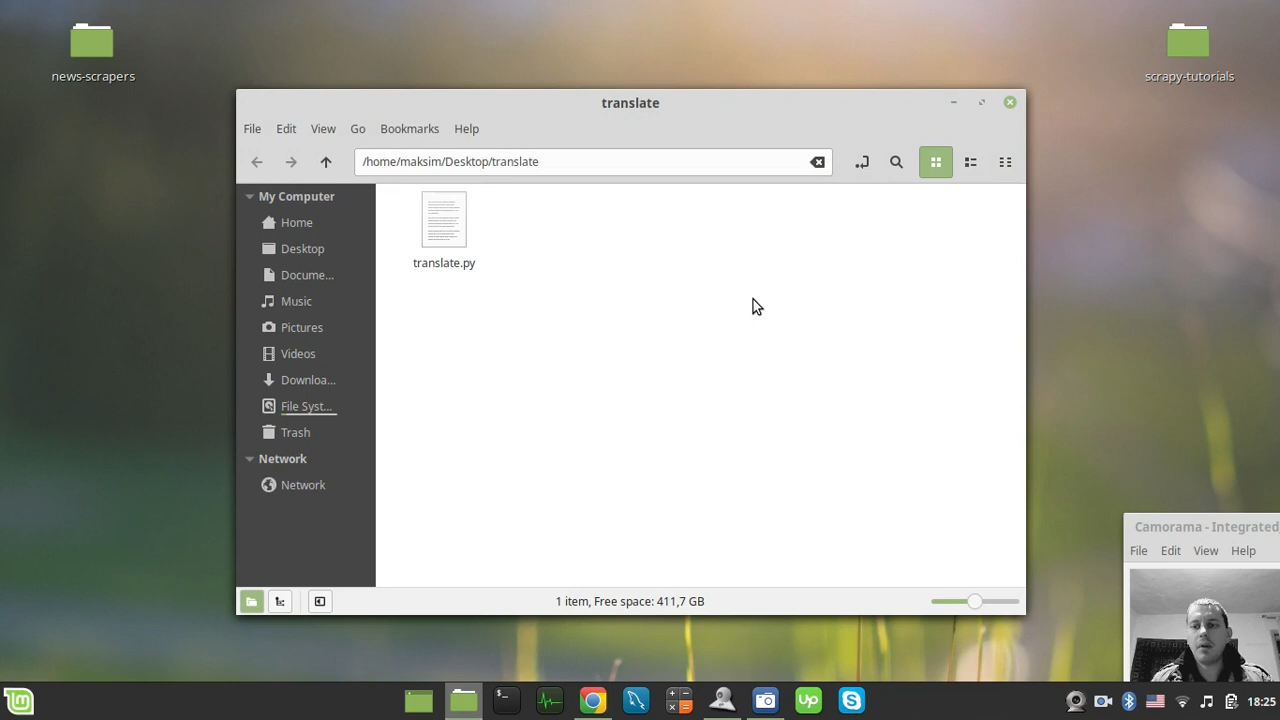 news-scrapers
scrapy-tutorials
translate
File Edit View Go Bookmarks Help
/home/maksim/Desktop/translate
My Computer
Home
Desktop
Docume...
Music
Pictures
Videos
Downloa...
File Syst...
Trash
Network
Network
translate.py
1 item, Free space: 411,7 GB
Camorama - Integrated
File Edit View Help
lm
Up
S
18:25